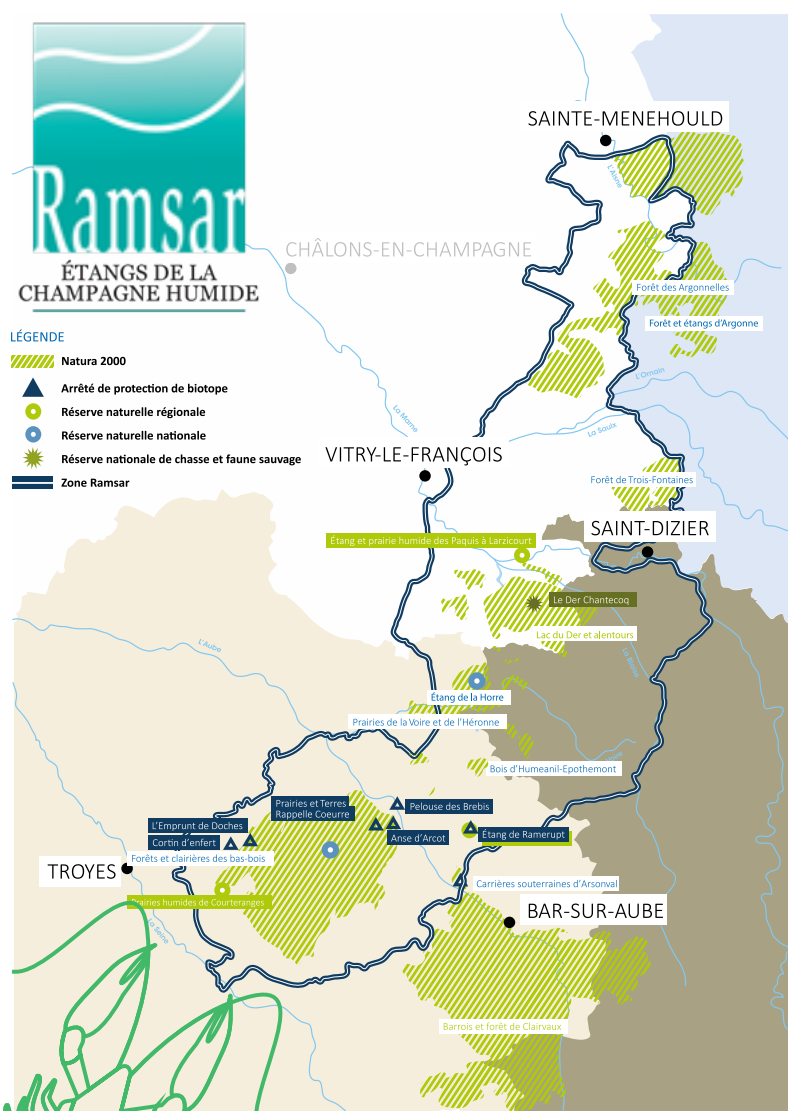 Ramsar
ÉTANGS DE LA
CHAMPAGNE HUMIDE
LÉGENDE
Natura 2000
Arrêté de protection de biotope
Réserve naturelle régionale
Réserve naturelle nationale
Réserve nationale de chasse et faune sauvage
Zone Ramsar
SAINTE-MENEHOULD
L'Aisne
CHÂLONS-EN-CHAMPAGNE
Forêt des Argonnelles
Forêt et étangs d'Argonne
L'Ornain
La Marne
La Saulx
VITRY-LE-FRANÇOIS
Forêt de Trois-Fontaines
SAINT-DIZIER
Étang et prairie humide des Paquis à Larzicourt
Le Der Chantecoq
Lac du Der et alentours
L'Aube
La Blaise
Étang de la Horre
Prairies de la Voire et de l'Héronne
Bois d'Humeanil-Epothemont
Prairies et Terres
Rappelle Coeurre
Pelouse des Brebis
L'Emprunt de Doches
Anse d'Arcot
Étang de Ramerupt
Cortin d'enfert
Forêts et clairières des bas-bois
TROYES
Carrières souterraines d'Arsonval
Prairies humides de Courteranges
BAR-SUR-AUBE
La Seine
Barrois et forêt de Clairvaux